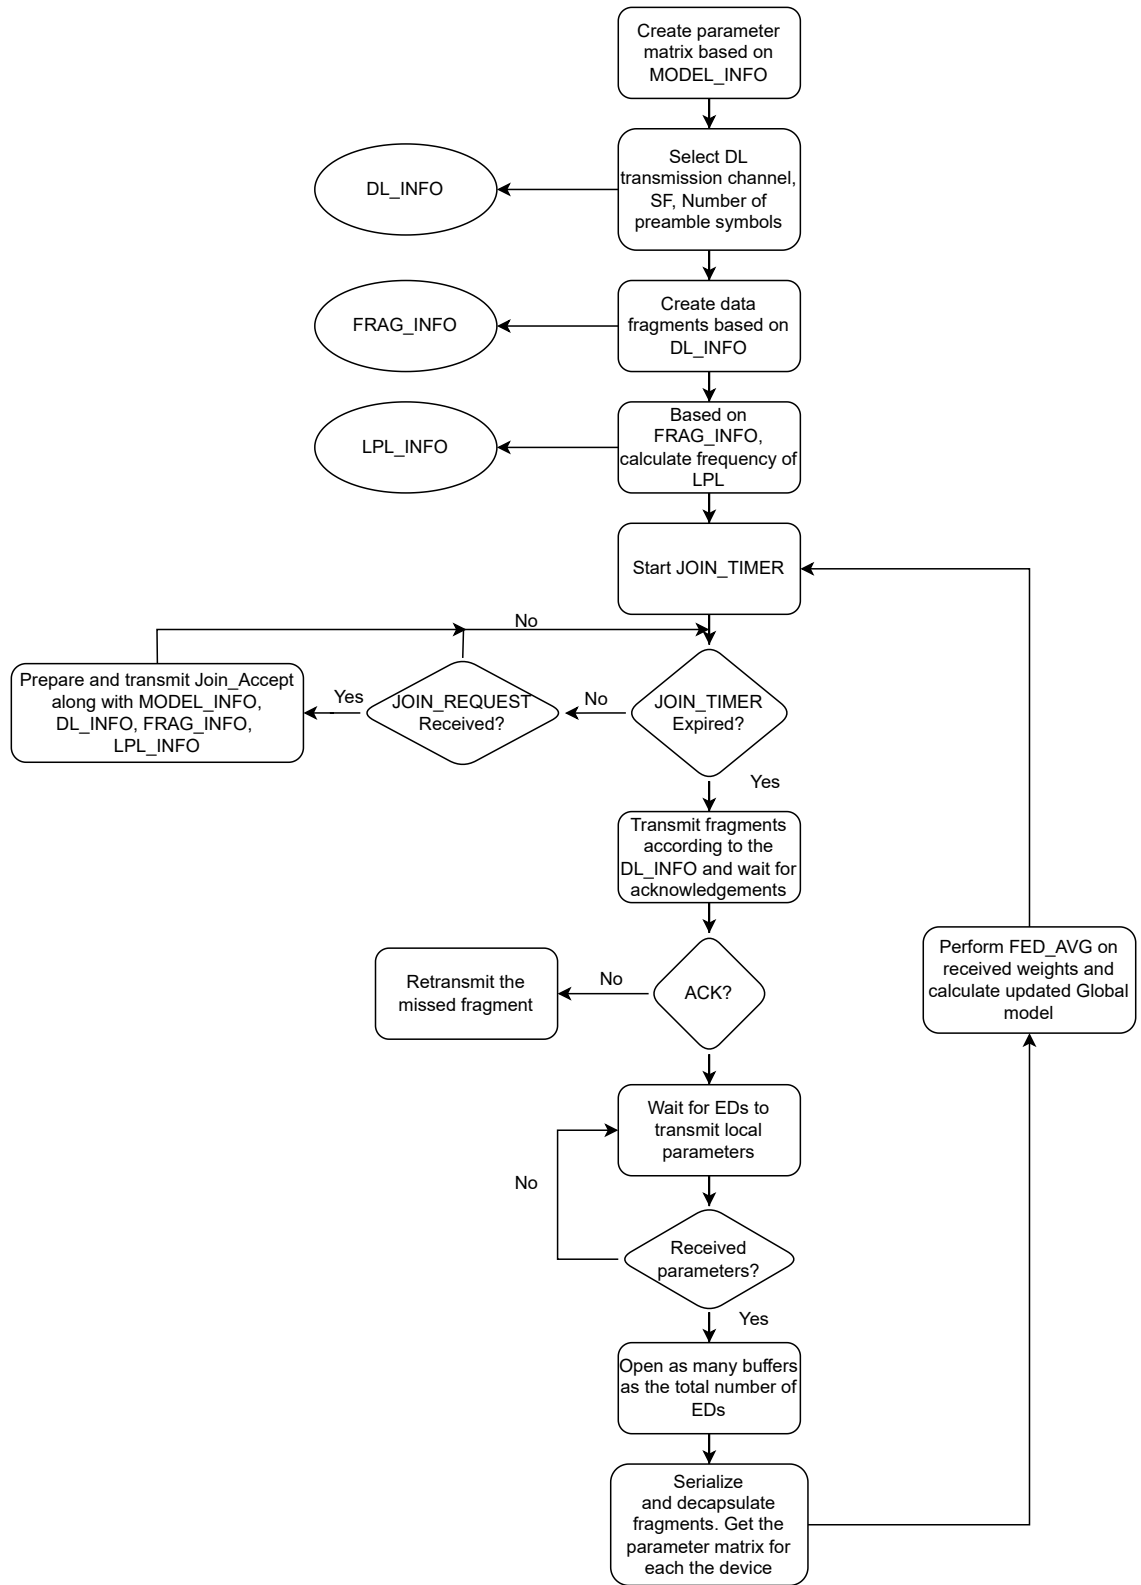 Create parameter
matrix based on
MODEL_INFO
Select DL
transmission channel,
SF, Number of
preamble symbols
DL_INFO
Create data
fragments based on
DL_INFO
FRAG_INFO
Based on
FRAG_INFO,
calculate frequency of
LPL
LPL_INFO
Start JOIN_TIMER
No
Prepare and transmit Join_Accept
along with MODEL_INFO,
DL_INFO, FRAG_INFO,
LPL_INFO
Yes
JOIN_REQUEST
Received?
No
JOIN_TIMER
Expired?
Yes
Transmit fragments
according to the
DL_INFO and wait for
acknowledgements
Perform FED_AVG on
received weights and
calculate updated Global
model
Retransmit the
missed fragment
No
ACK?
Wait for EDs to
transmit local
parameters
No
Received
parameters?
Yes
Open as many buffers
as the total number of
EDs
Serialize
and decapsulate
fragments. Get the
parameter matrix for
each the device